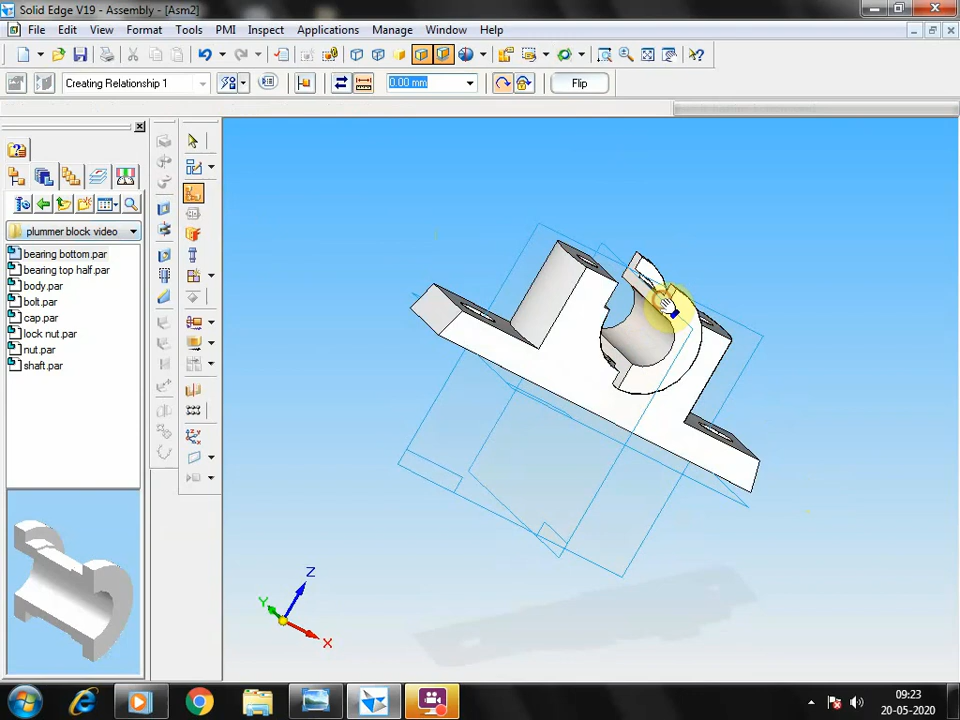 Solid Edge V19 - Assembly - [Asm2]
File Edit View Format Tools PMI Inspect Applications Manage Window Help
Creating Relationship 1
0.00 mm
Flip
plummer block video
bearing bottom.par
bearing top half.par
body.par
bolt.par
cap.par
lock nut.par
nut.par
shaft.par
Z
Y
X
09:23
20-05-2020